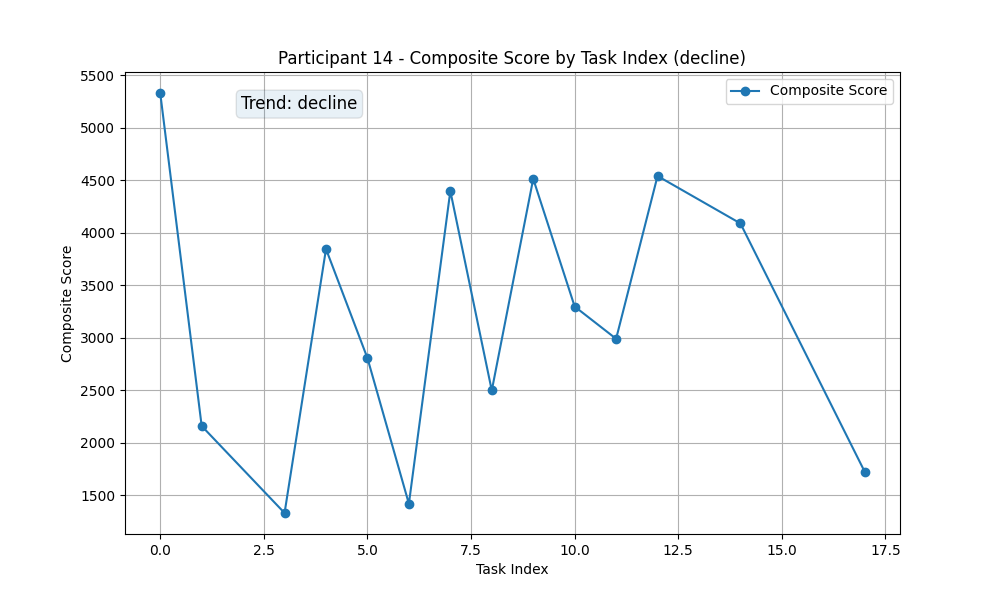 Participant 14 - Composite Score by Task Index (decline)
5500
5000
4500
4000
3500
3000
2500
2000
1500
Composite Score
Trend: decline
Composite Score
0.0 2.5 5.0 7.5 10.0 12.5 15.0 17.5
Task Index